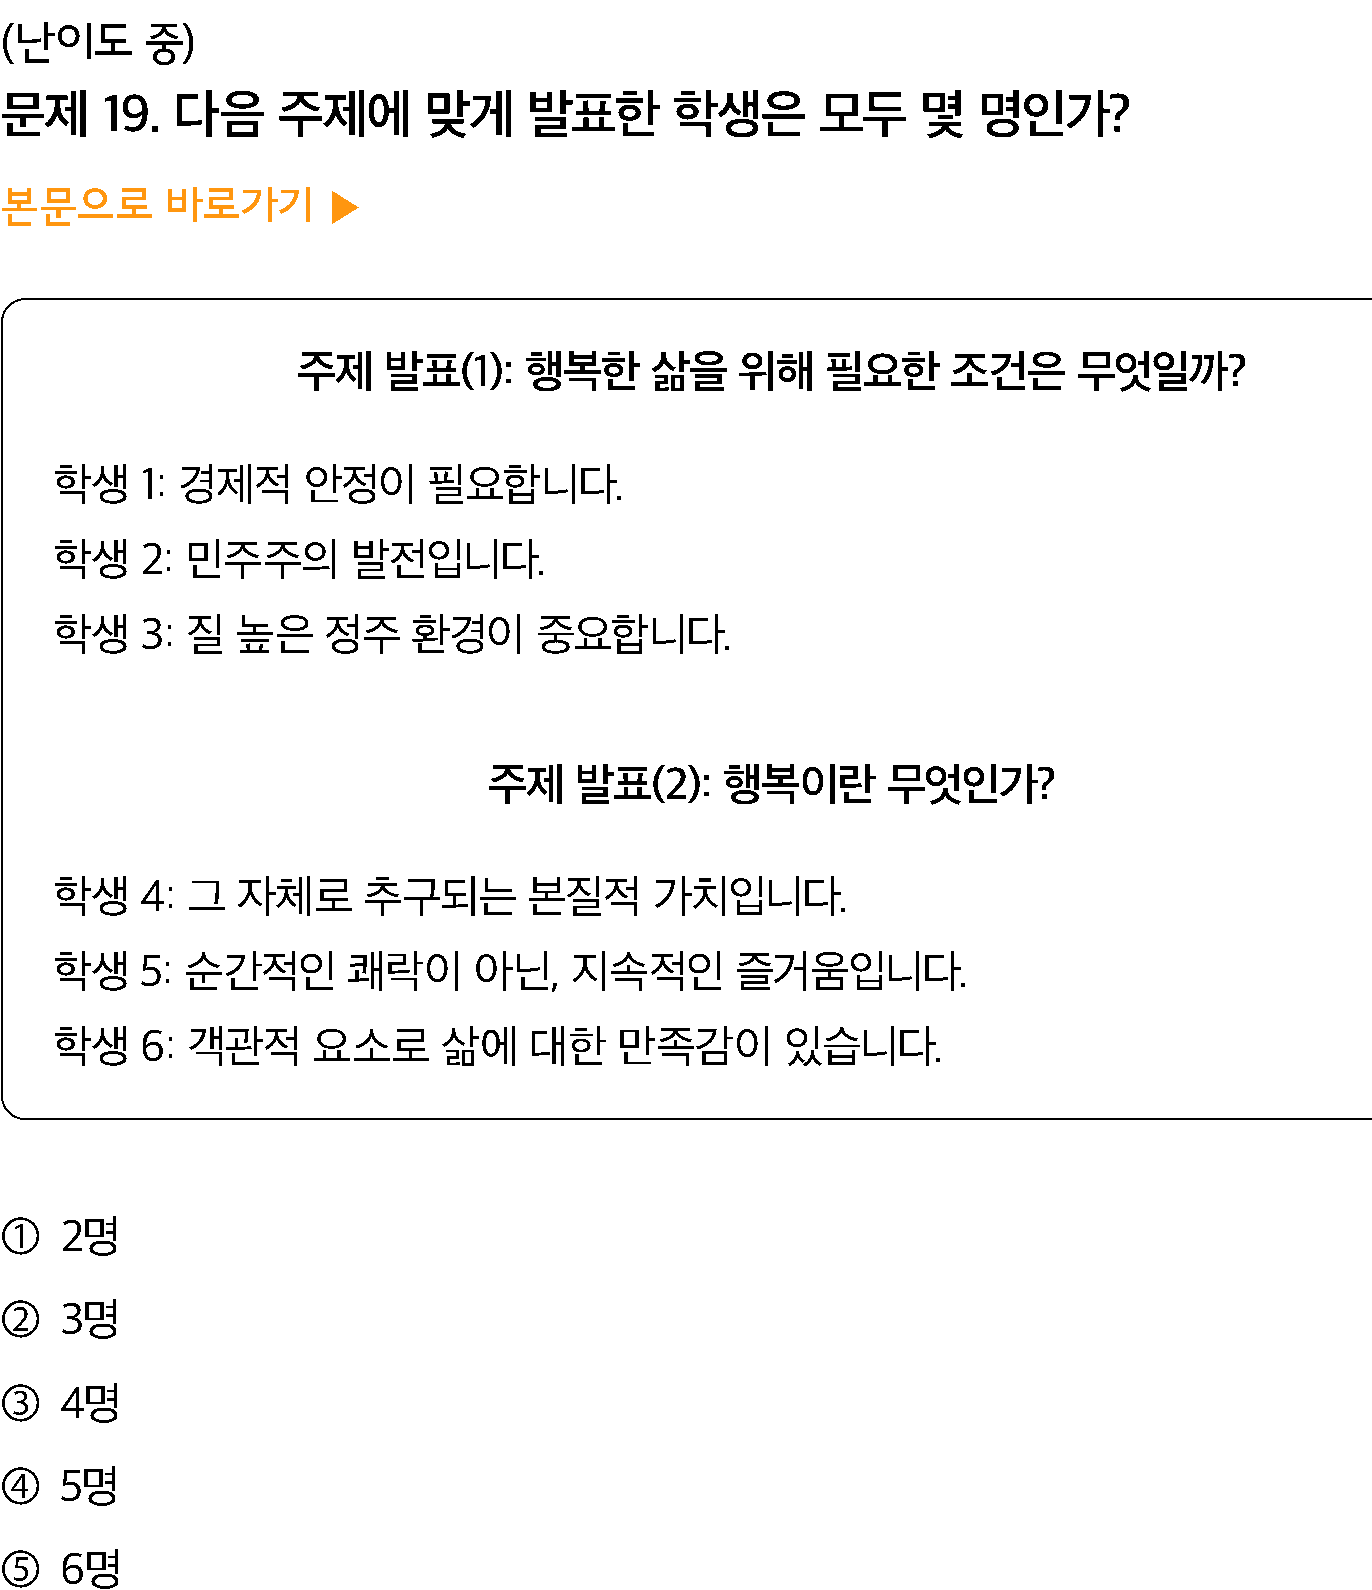 (난이도 중)
문제 19. 다음 주제에 맞게 발표한 학생은 모두 몇 명인가?
본문으로 바로가기 ▶
주제 발표(1): 행복한 삶을 위해 필요한 조건은 무엇일까?
학생 1: 경제적 안정이 필요합니다.
학생 2: 민주주의 발전입니다.
학생 3: 질 높은 정주 환경이 중요합니다.
주제 발표(2): 행복이란 무엇인가?
학생 4: 그 자체로 추구되는 본질적 가치입니다.
학생 5: 순간적인 쾌락이 아닌, 지속적인 즐거움입니다.
학생 6: 객관적 요소로 삶에 대한 만족감이 있습니다.
① 2명
② 3명
③ 4명
④ 5명
⑤ 6명